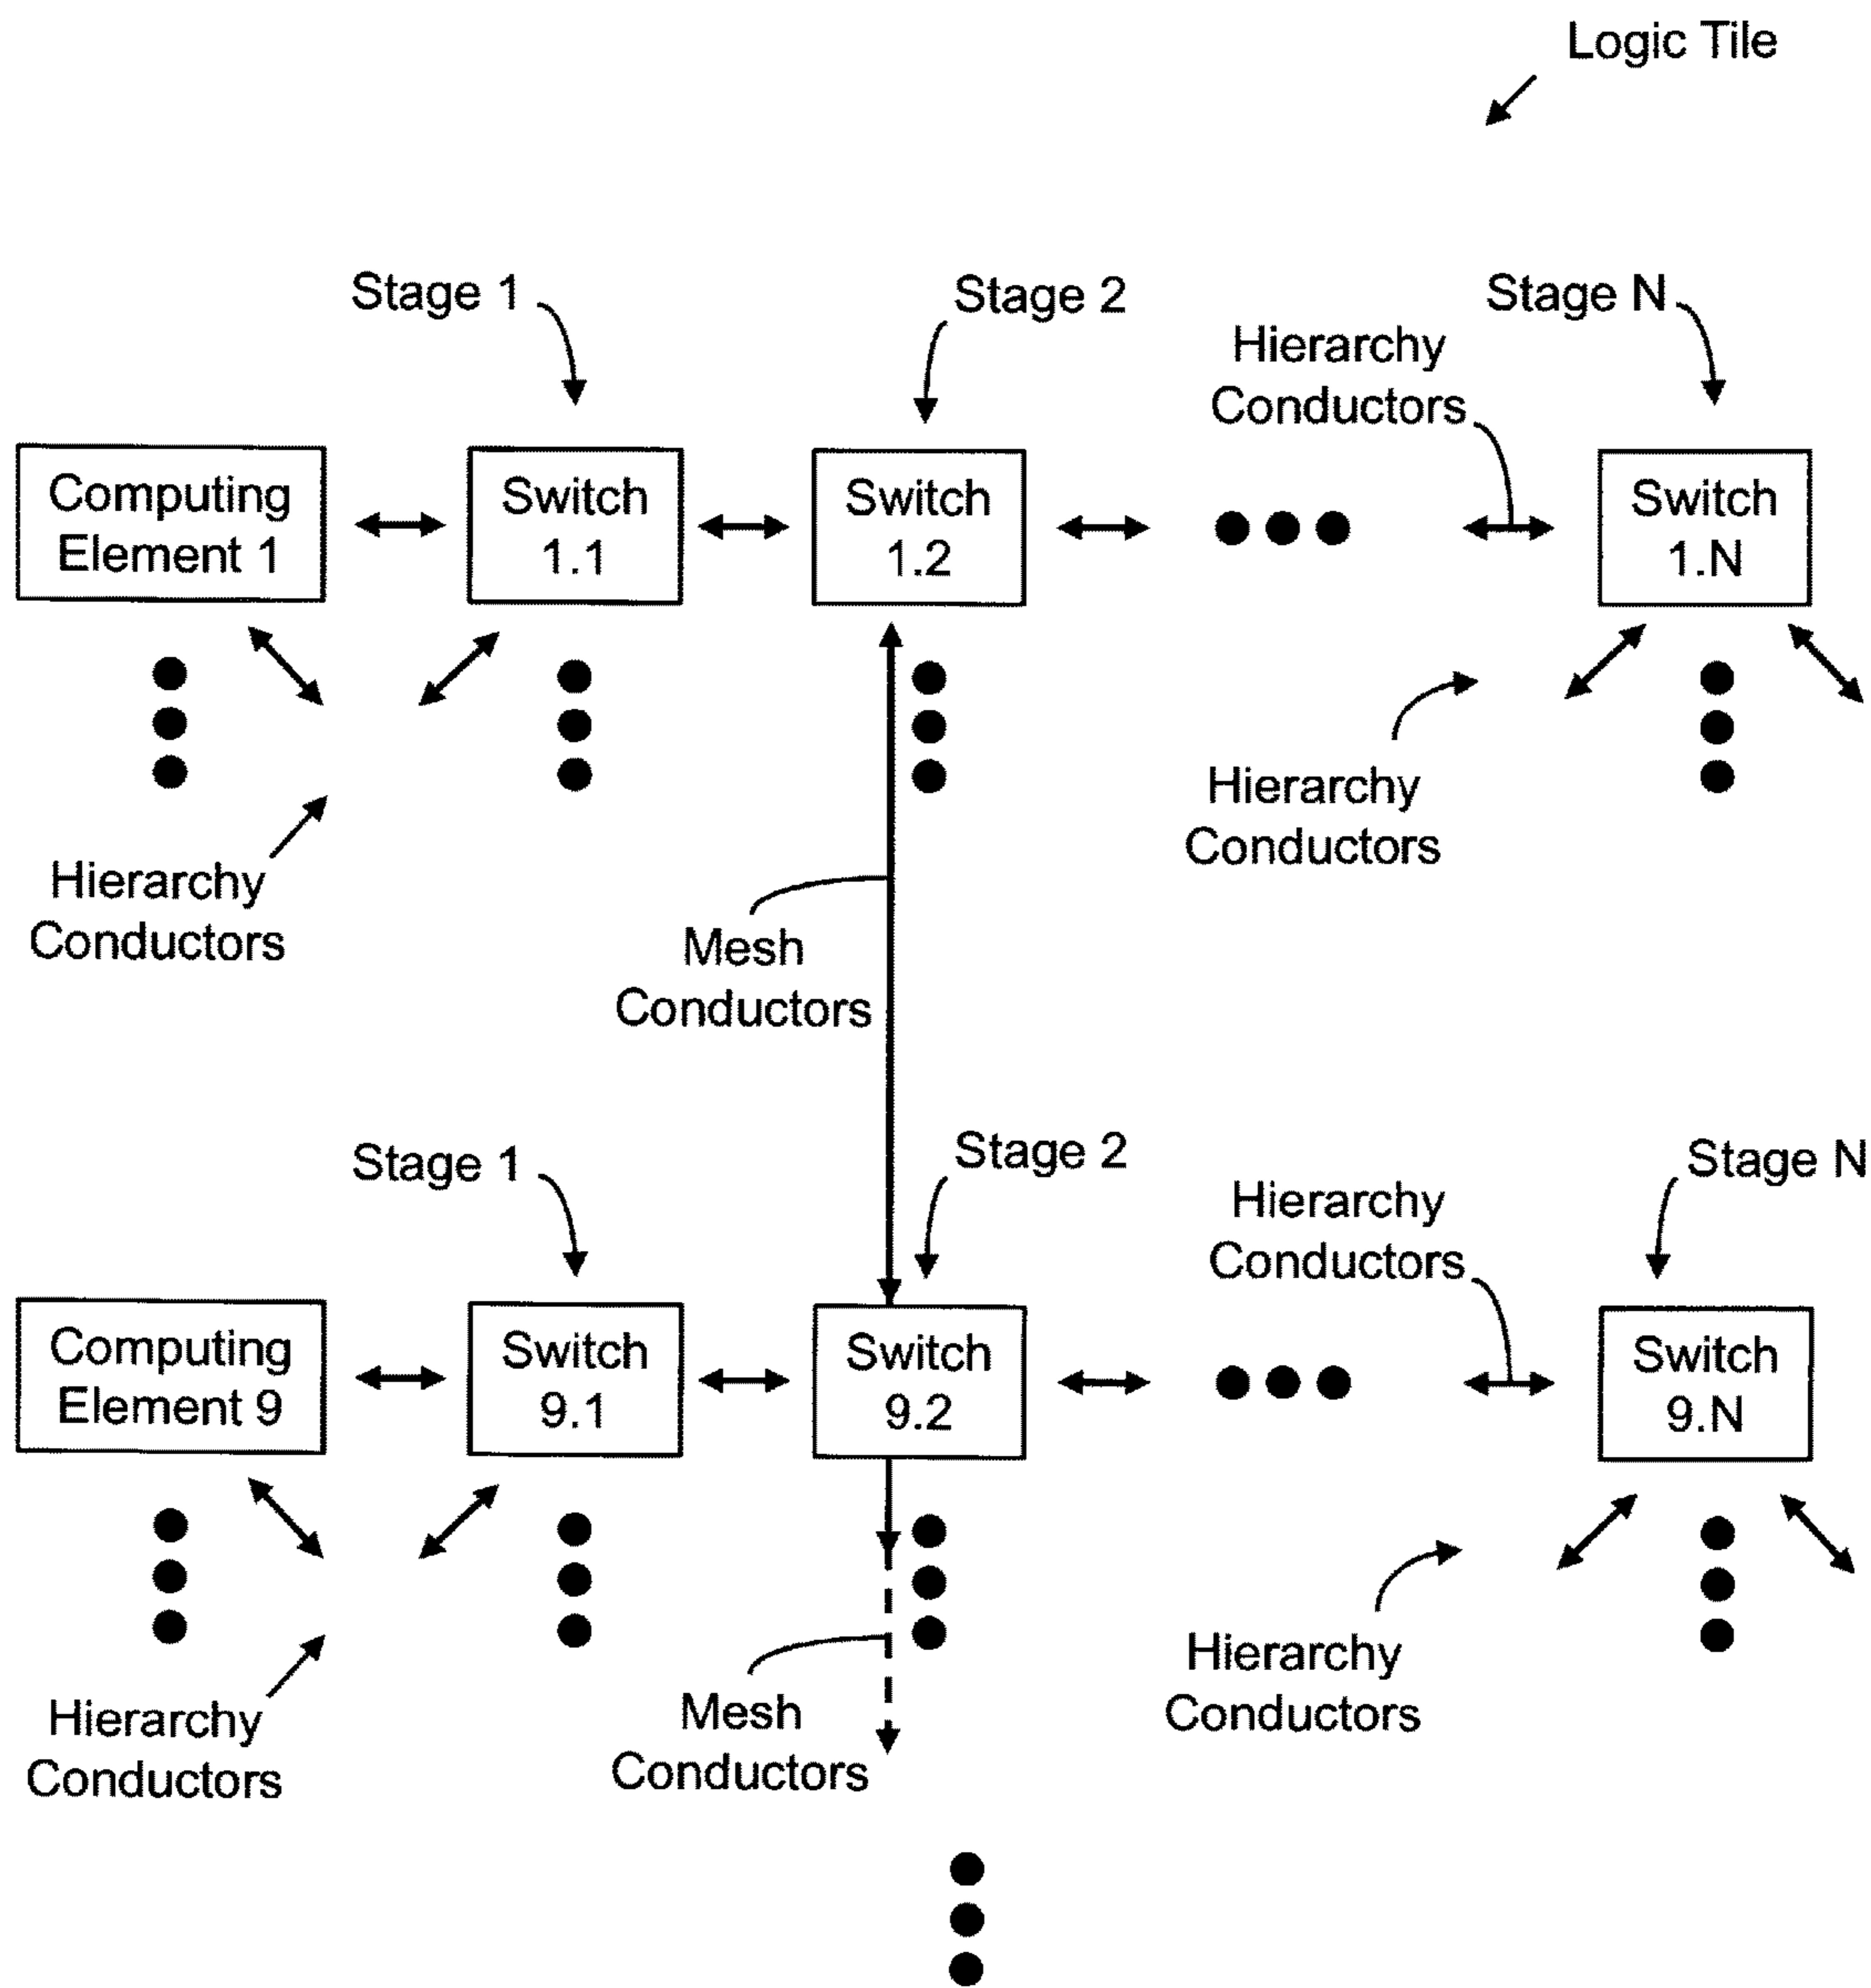 Logic Tile
Stage 1
Stage 2
Stage N
Hierarchy
Conductors
Computing
Element 1
Switch
1.1
Switch
1.2
Switch
1.N
Hierarchy
Conductors
Hierarchy
Conductors
Mesh
Conductors
Stage 1
Stage 2
Stage N
Hierarchy
Conductors
Computing
Element 9
Switch
9.1
Switch
9.2
Switch
9.N
Hierarchy
Conductors
Hierarchy
Conductors
Mesh
Conductors